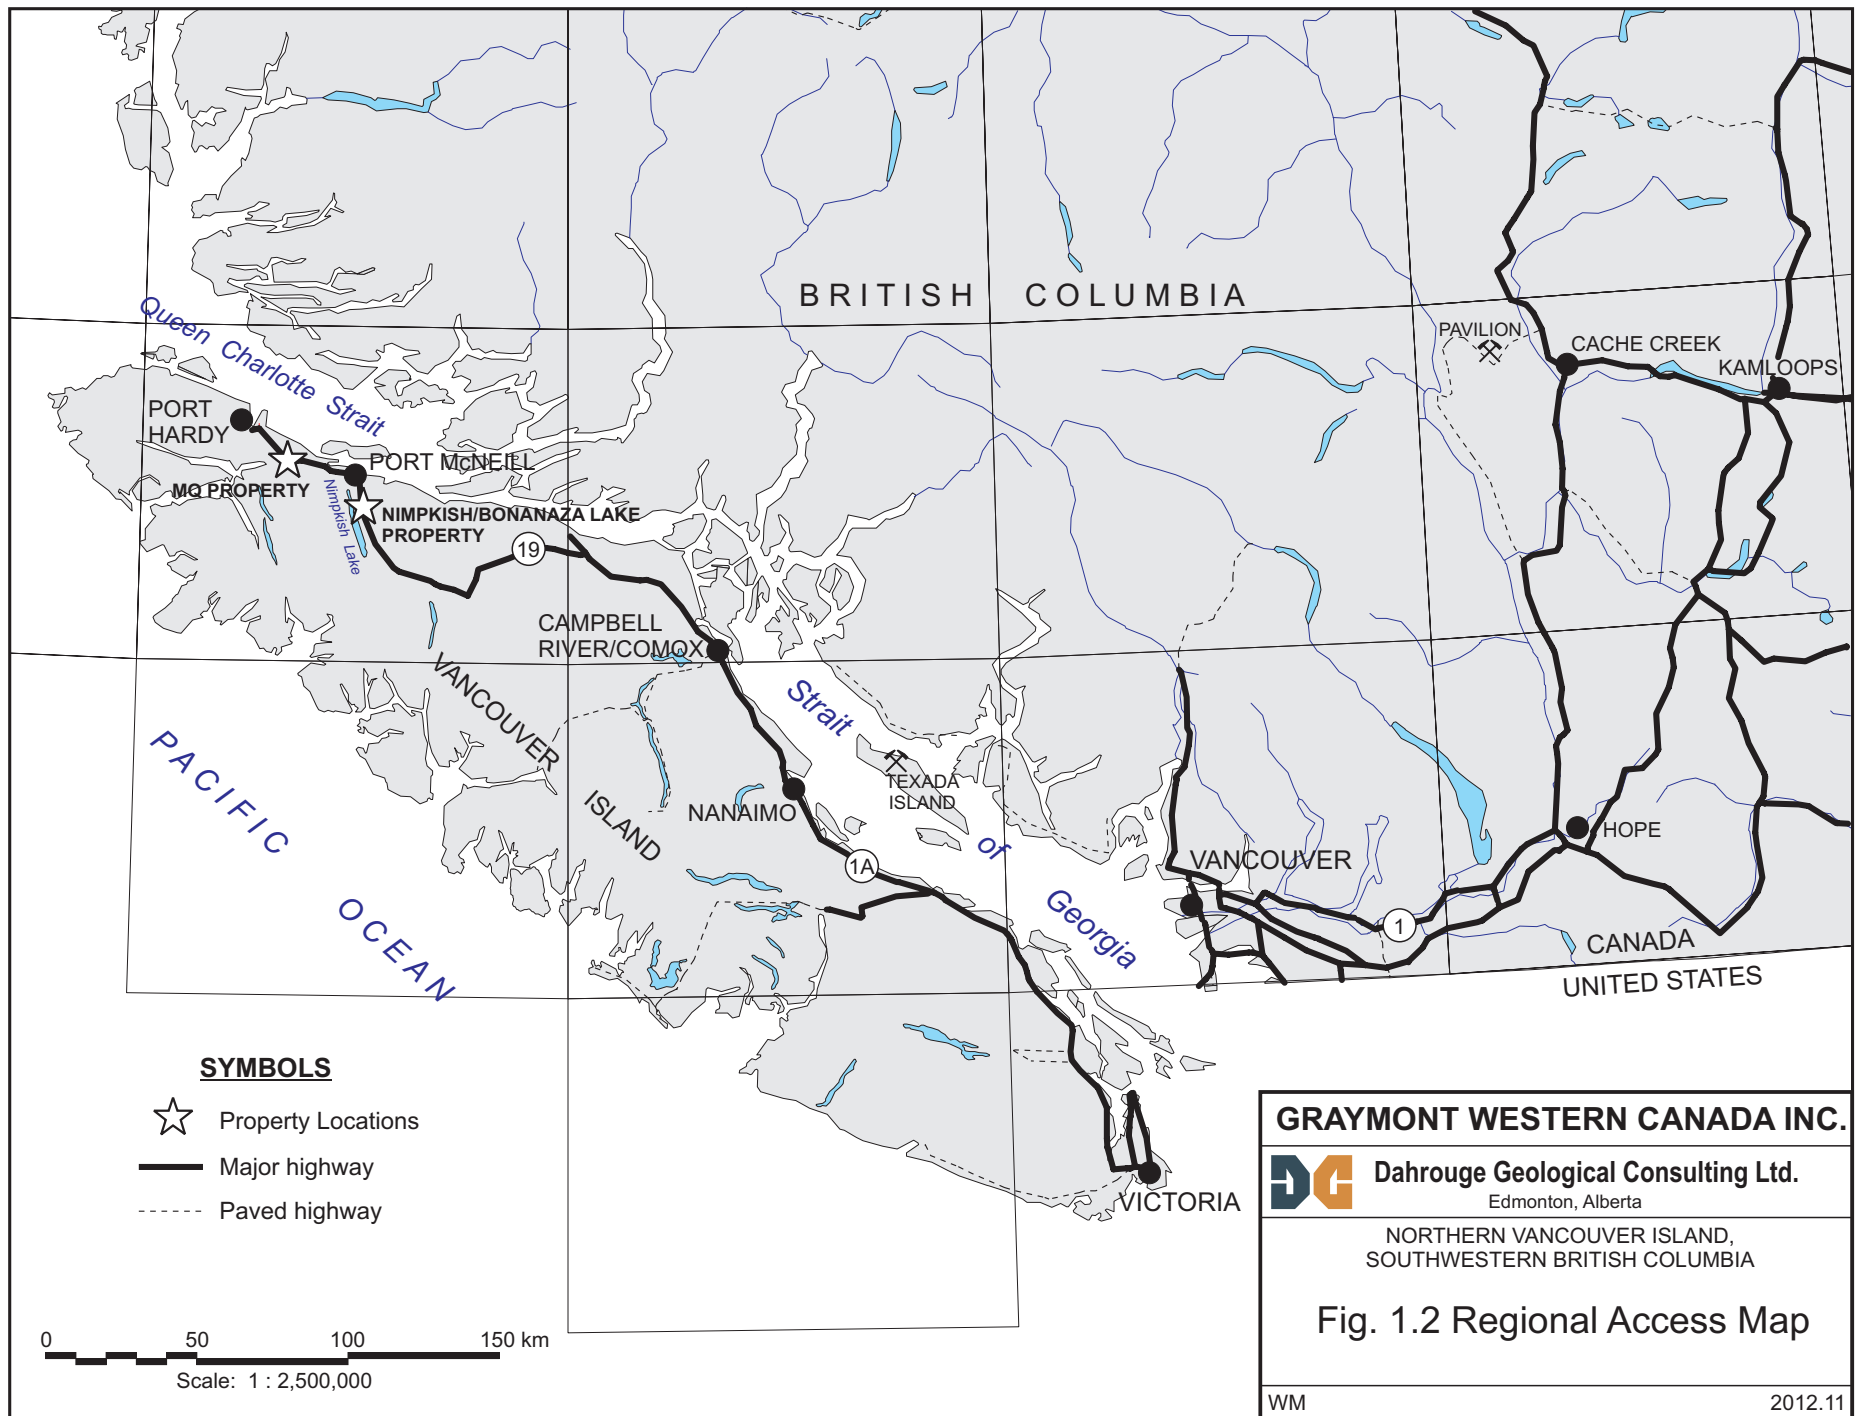 BRITISH COLUMBIA
Queen Charlotte Strait
PAVILION
CACHE CREEK
KAMLOOPS
PORT
HARDY
PORT McNEILL
MQ PROPERTY
Nimpkish Lake
NIMPKISH/BONANAZA LAKE
PROPERTY
19
CAMPBELL
RIVER/COMOX
VANCOUVER
ISLAND
Strait
of
Georgia
TEXADA
ISLAND
NANAIMO
1A
PACIFIC
OCEAN
HOPE
VANCOUVER
1
CANADA
UNITED STATES
VICTORIA
SYMBOLS
Property Locations
Major highway
Paved highway
0 50 100 150 km
Scale: 1 : 2,500,000
GRAYMONT WESTERN CANADA INC.
Dahrouge Geological Consulting Ltd.
Edmonton, Alberta
NORTHERN VANCOUVER ISLAND,
SOUTHWESTERN BRITISH COLUMBIA
Fig. 1.2 Regional Access Map
WM 2012.11